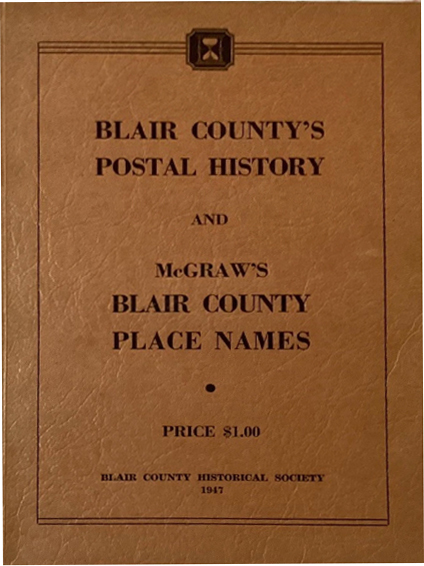 BLAIR COUNTY'S
POSTAL HISTORY
AND
McGRAW'S
BLAIR COUNTY
PLACE NAMES
•
PRICE $1.00
BLAIR COUNTY HISTORICAL SOCIETY
1947